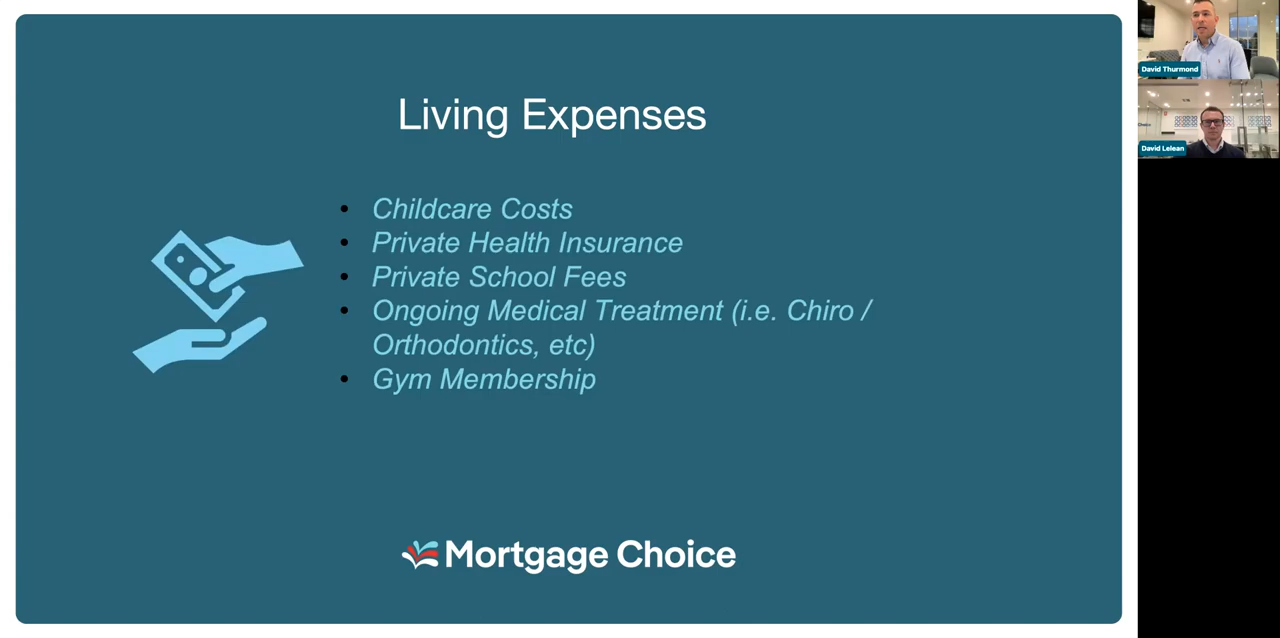 Living Expenses
• Childcare Costs
• Private Health Insurance
• Private School Fees
• Ongoing Medical Treatment (i.e. Chiro /
Orthodontics, etc)
• Gym Membership
Mortgage Choice
David Thurmond
David Lelean